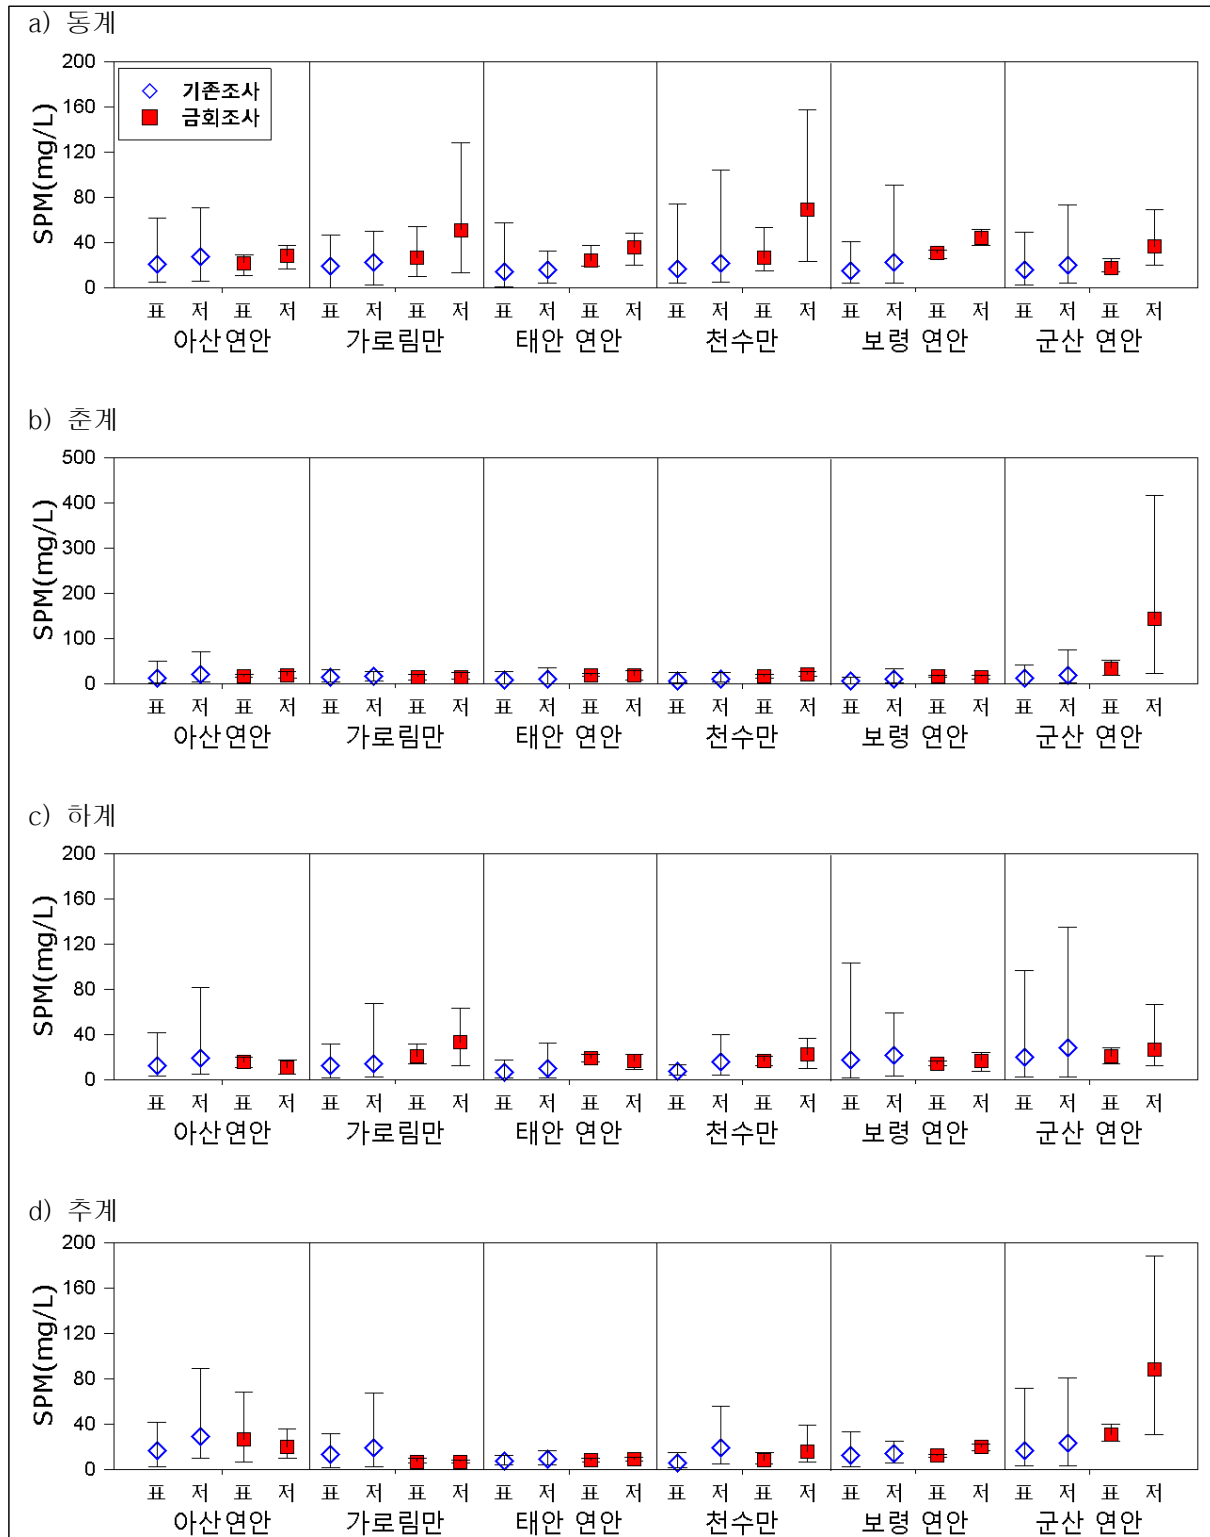 a) 동계
200
160
120
80
40
0
SPM(mg/L)
기존조사
금회조사
표 저 표 저 표 저 표 저 표 저 표 저 표 저 표 저 표 저 표 저 표 저 표 저
아산 연안 가로림만 태안 연안 천수만 보령 연안 군산 연안
b) 춘계
500
400
300
200
100
0
SPM(mg/L)
표 저 표 저 표 저 표 저 표 저 표 저 표 저 표 저 표 저 표 저 표 저 표 저
아산 연안 가로림만 태안 연안 천수만 보령 연안 군산 연안
c) 하계
200
160
120
80
40
0
SPM(mg/L)
표 저 표 저 표 저 표 저 표 저 표 저 표 저 표 저 표 저 표 저 표 저 표 저
아산 연안 가로림만 태안 연안 천수만 보령 연안 군산 연안
d) 추계
200
160
120
80
40
0
SPM(mg/L)
표 저 표 저 표 저 표 저 표 저 표 저 표 저 표 저 표 저 표 저 표 저 표 저
아산 연안 가로림만 태안 연안 천수만 보령 연안 군산 연안